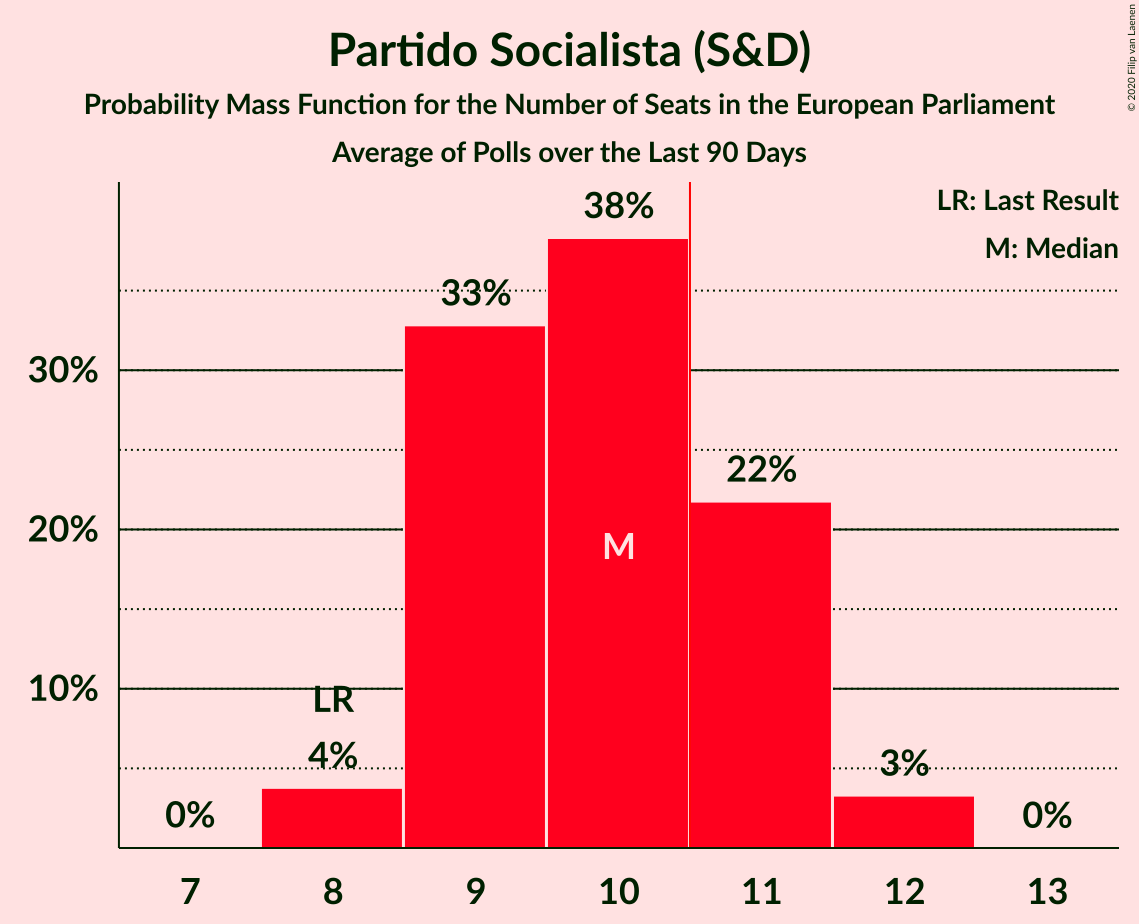 Partido Socialista (S&D)
Probability Mass Function for the Number of Seats in the European Parliament
Average of Polls over the Last 90 Days
© 2020 Filip van Laenen
LR: Last Result
M: Median
38%
33%
30%
22%
20%
M
10%
LR
4%
3%
0%
0%
7 8 9 10 11 12 13